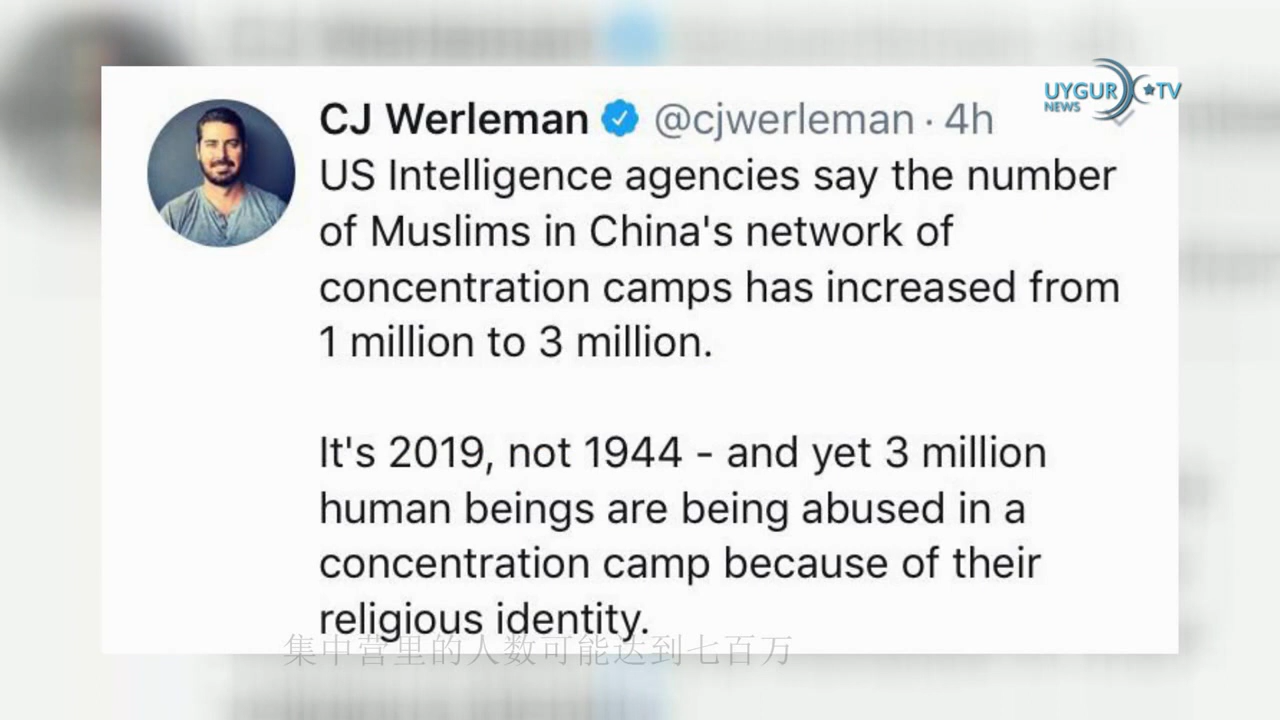 CJ Werleman @cjwerleman · 4h
UYGUR TV
NEWS
US Intelligence agencies say the number
of Muslims in China's network of
concentration camps has increased from
1 million to 3 million.
It's 2019, not 1944 - and yet 3 million
human beings are being abused in a
concentration camp because of their
religious identity.
集中营里的人数可能达到七百万